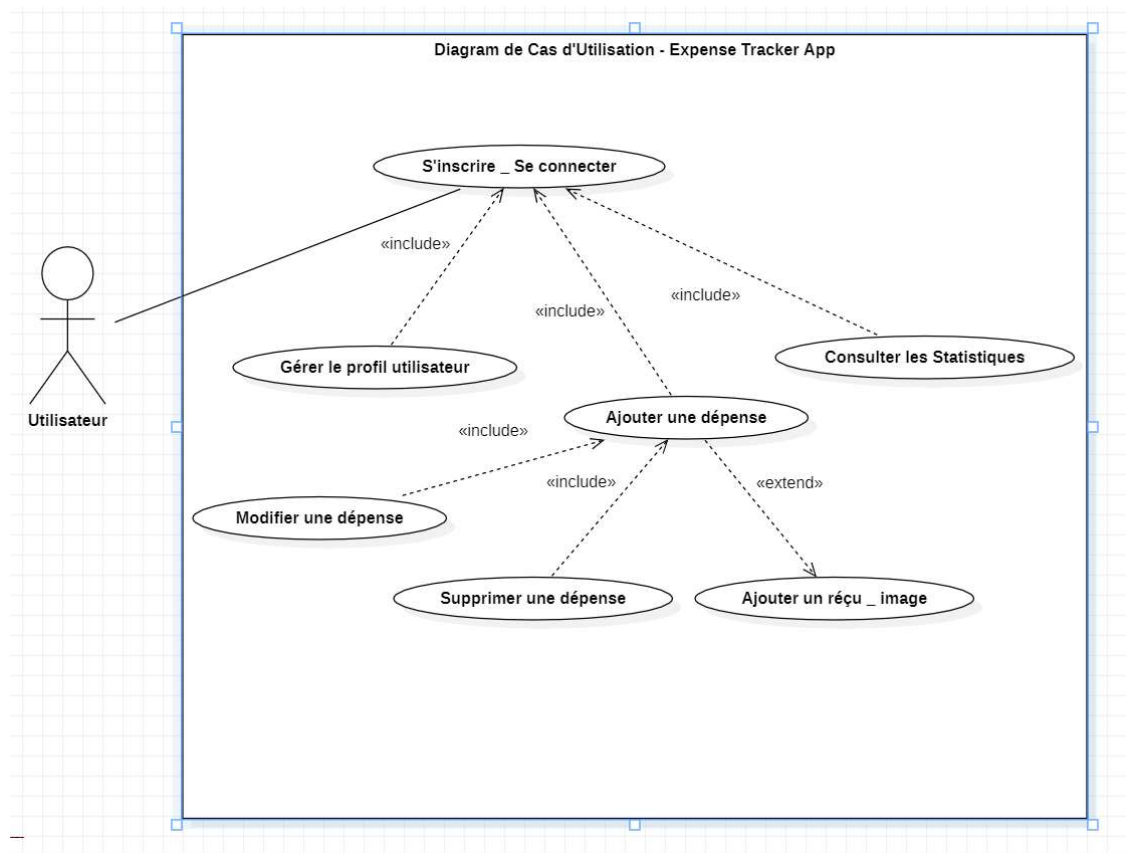 Diagram de Cas d'Utilisation - Expense Tracker App
S'inscrire _ Se connecter
«include»
«include»
«include»
Gérer le profil utilisateur
Consulter les Statistiques
Utilisateur
Ajouter une dépense
«include»
«include»
«extend»
Modifier une dépense
Supprimer une dépense
Ajouter un réçu _ image